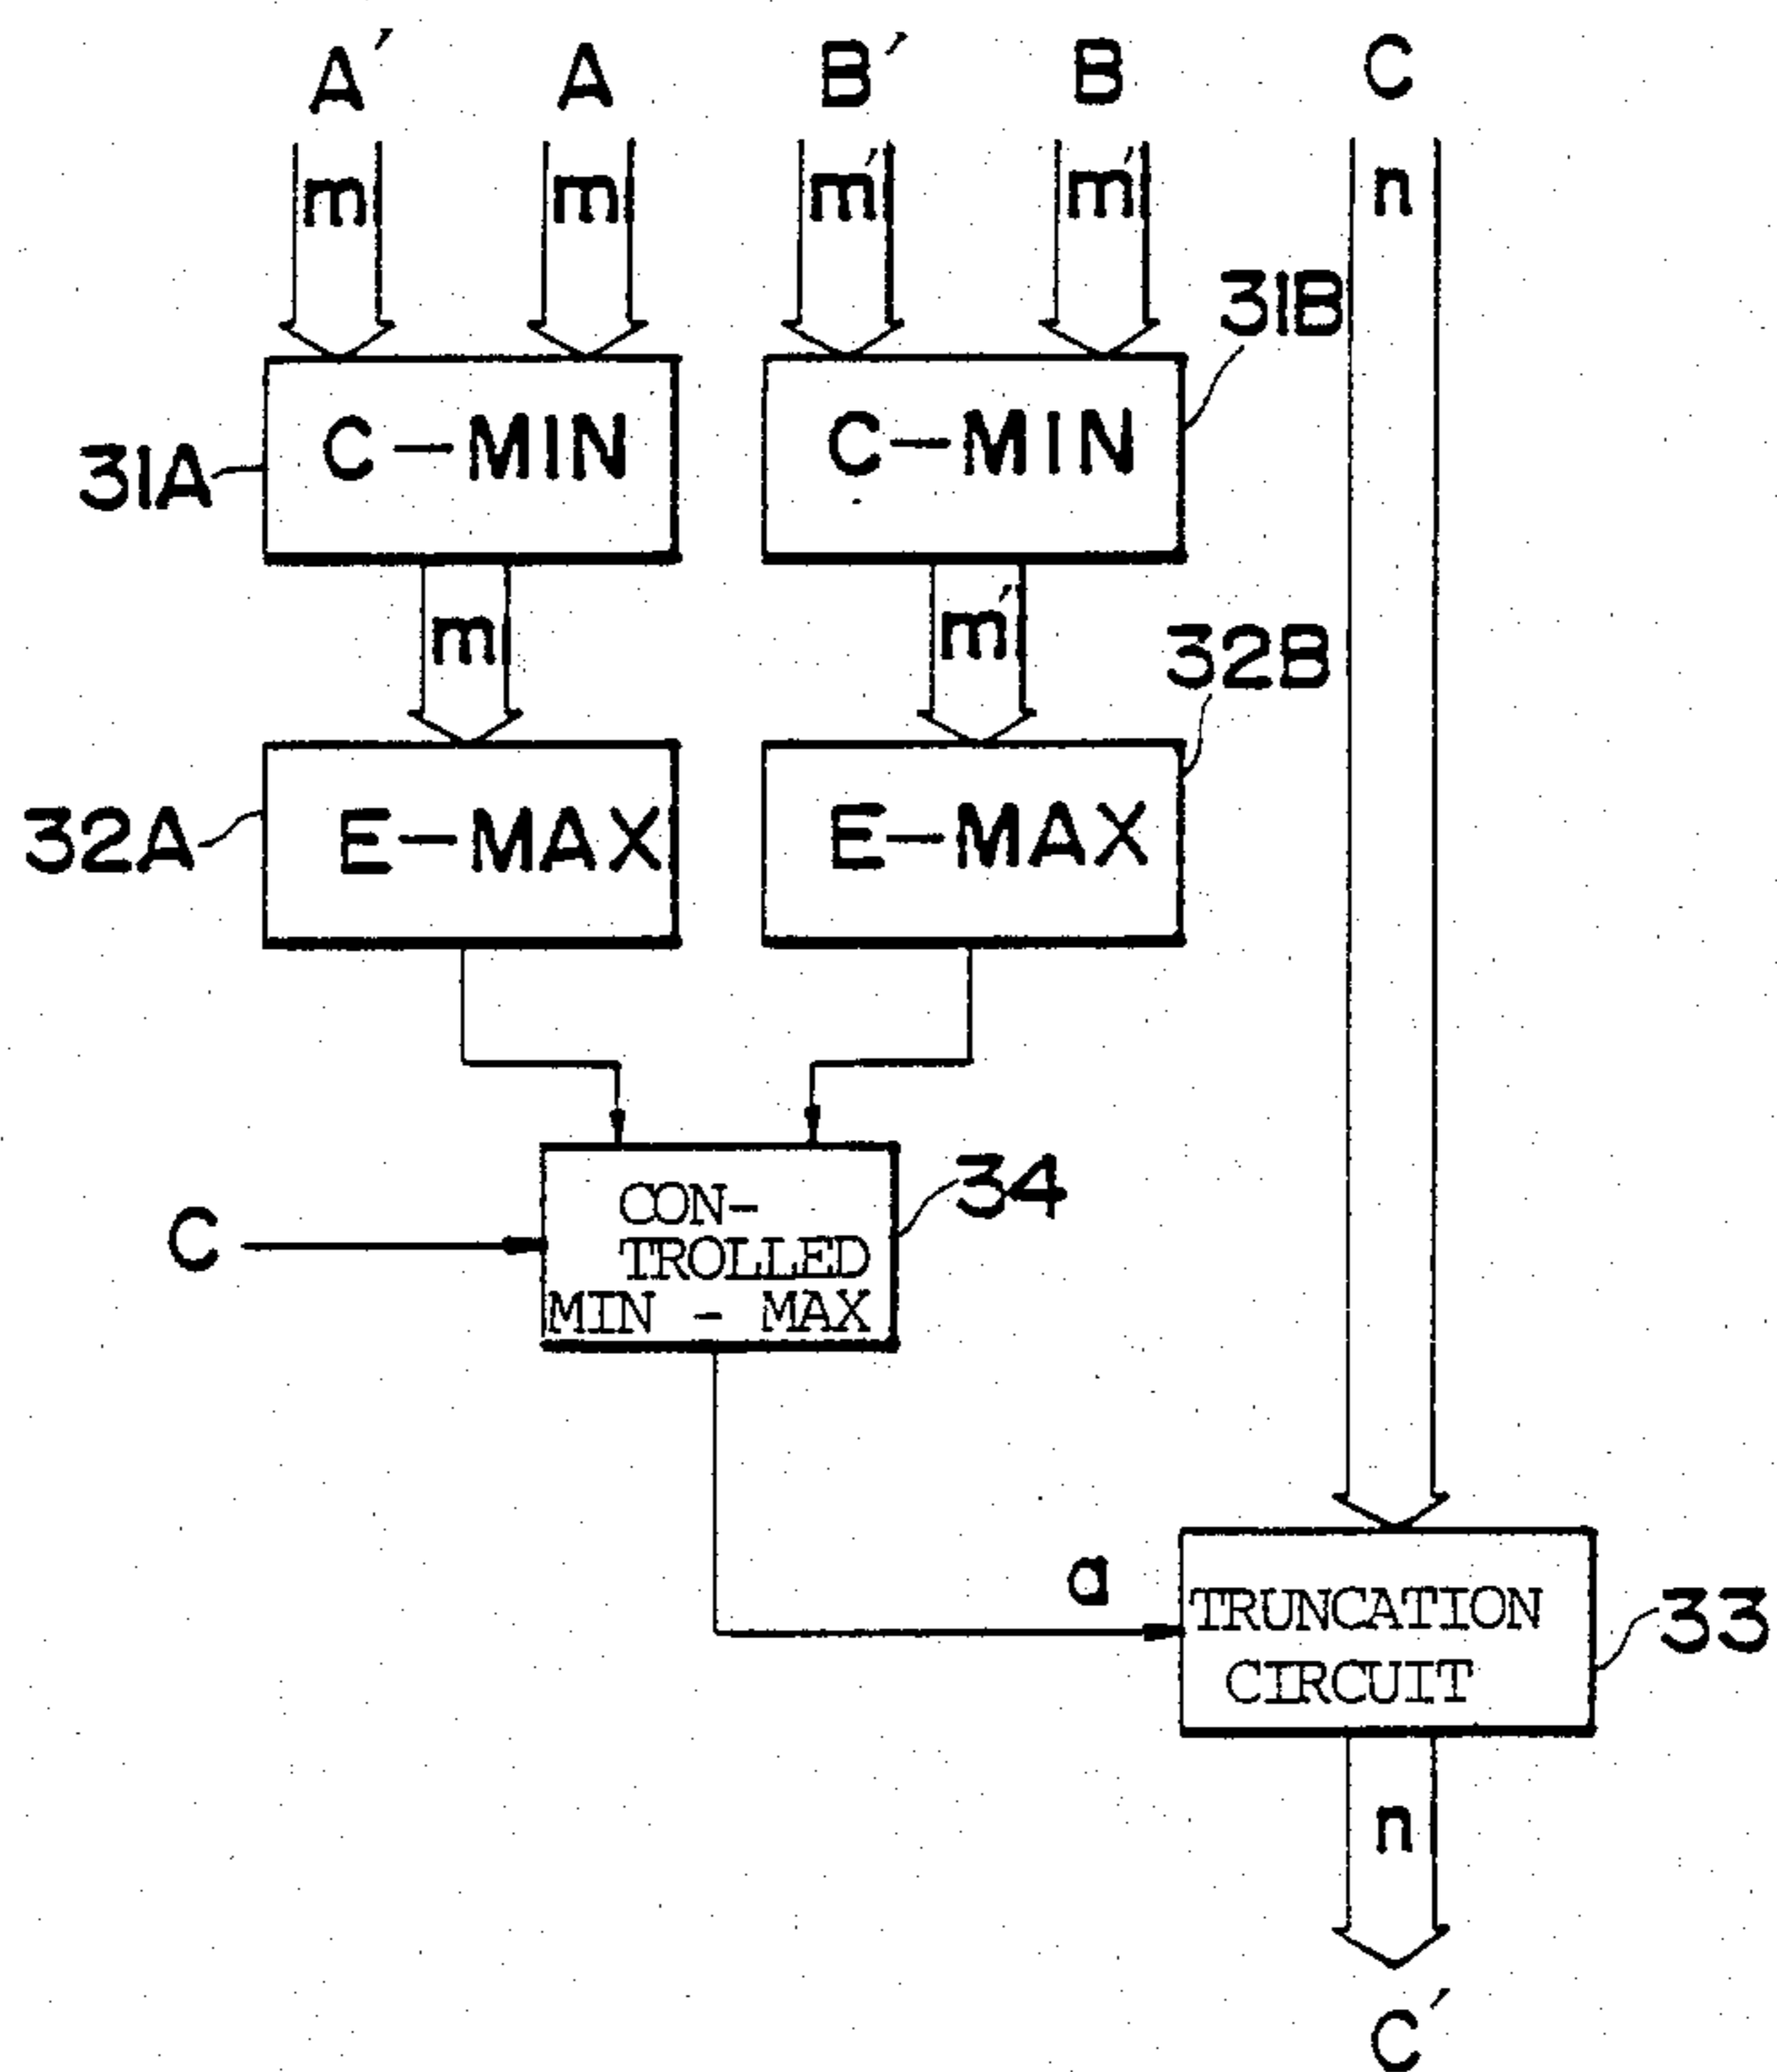 A' A B' B C
m m m' m' n
31B
31A C-MIN C-MIN
m m'
32B
32A E-MAX E-MAX
34
CON-
C TROLLED
MIN - MAX
a
TRUNCATION 33
CIRCUIT
n
C'